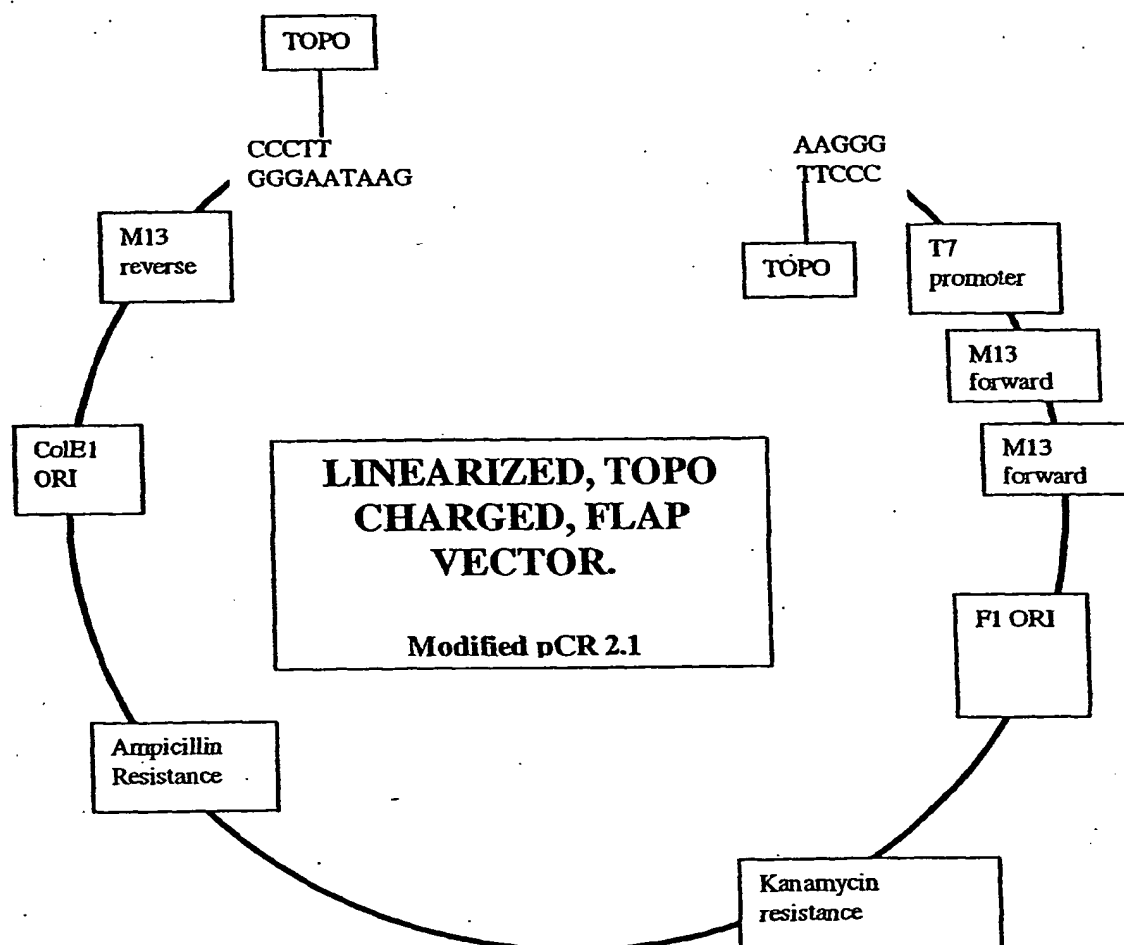 TOPO
CCCTT
GGGAATAAG
AAGGG
TTCCC
TOPO
M13
reverse
T7
promoter
M13
forward
M13
forward
ColE1
ORI
LINEARIZED, TOPO
CHARGED, FLAP
VECTOR.
Modified pCR 2.1
F1 ORI
Ampicillin
Resistance
Kanamycin
resistance